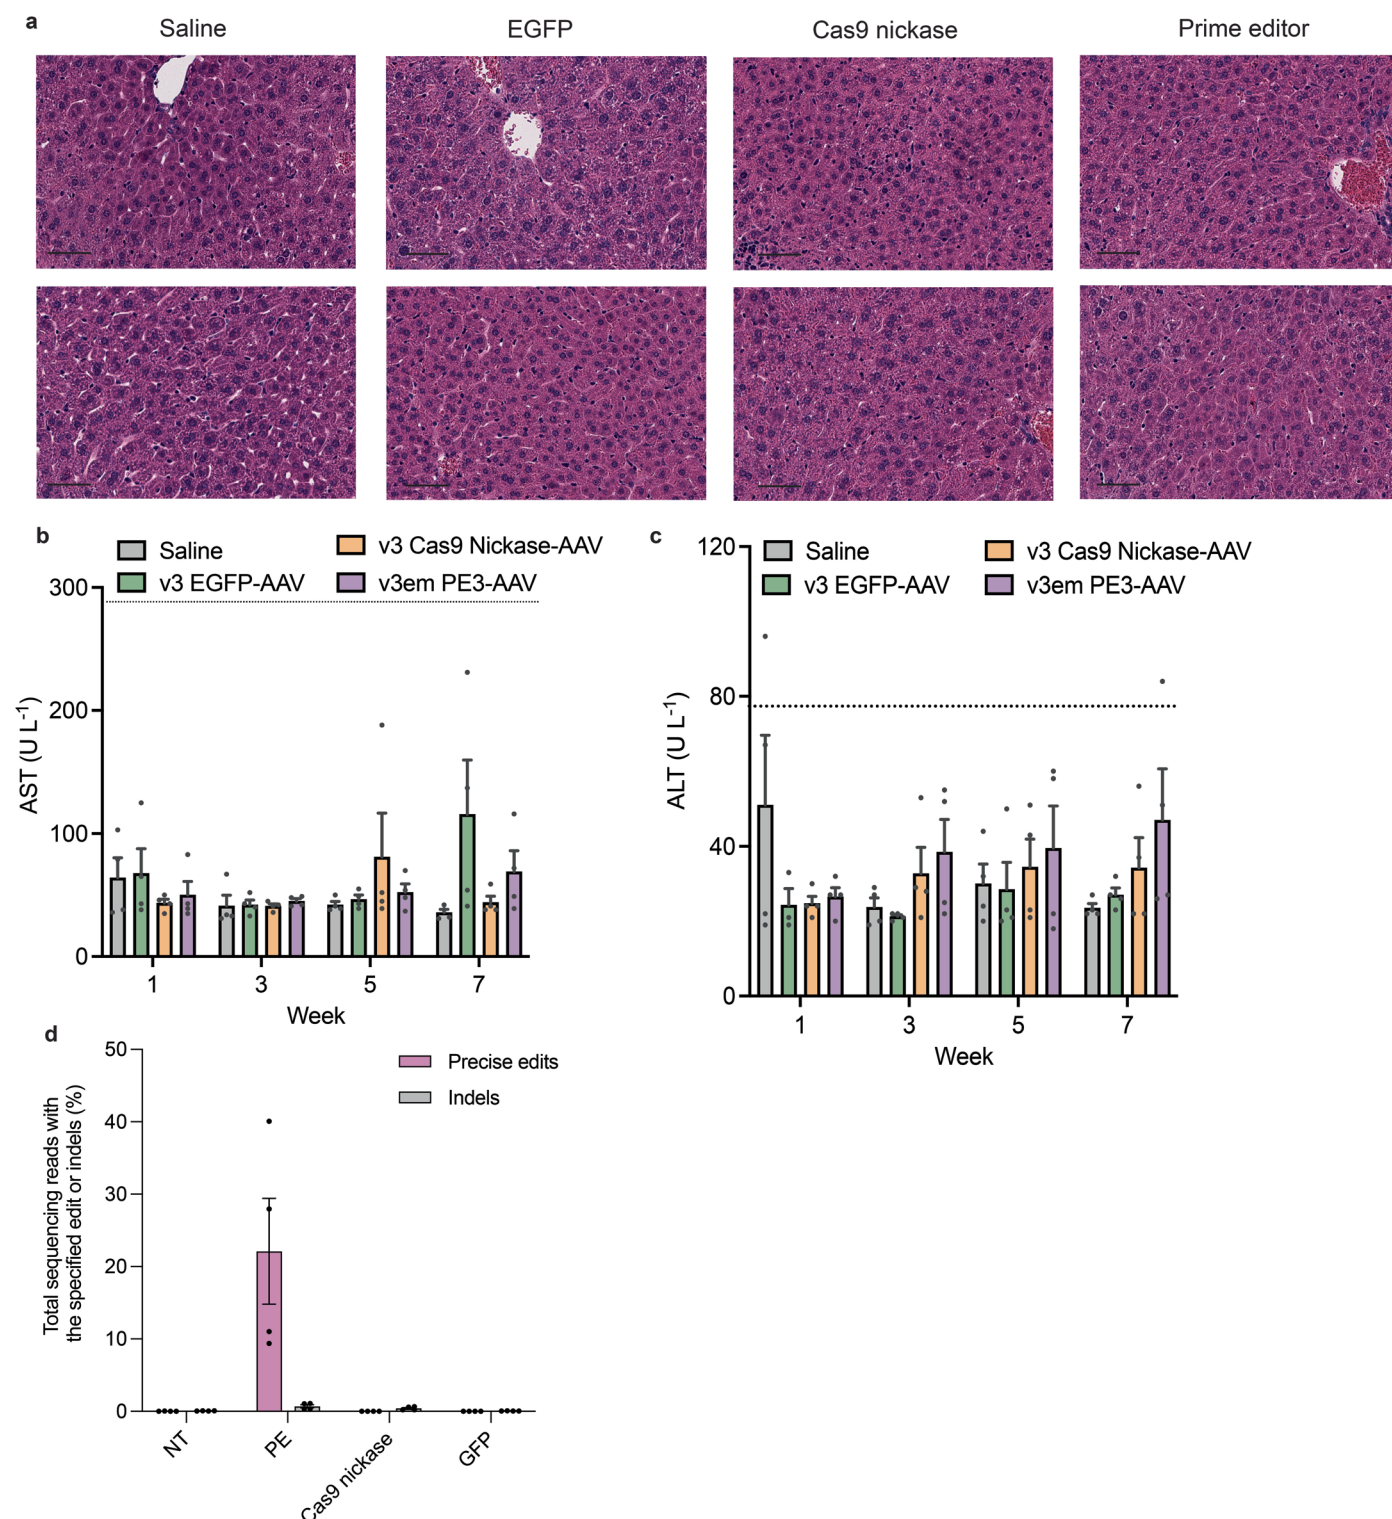 a
Saline
EGFP
Cas9 nickase
Prime editor
b
Saline
v3 EGFP-AAV
v3 Cas9 Nickase-AAV
v3em PE3-AAV
300
200
100
0
AST (U L-1)
1
3
5
7
Week
c
Saline
v3 EGFP-AAV
v3 Cas9 Nickase-AAV
v3em PE3-AAV
120
80
40
0
ALT (U L-1)
1
3
5
7
Week
d
Precise edits
Indels
50
40
30
20
10
0
Total sequencing reads with
the specified edit or indels (%)
NT
PE
Cas9 nickase
GFP